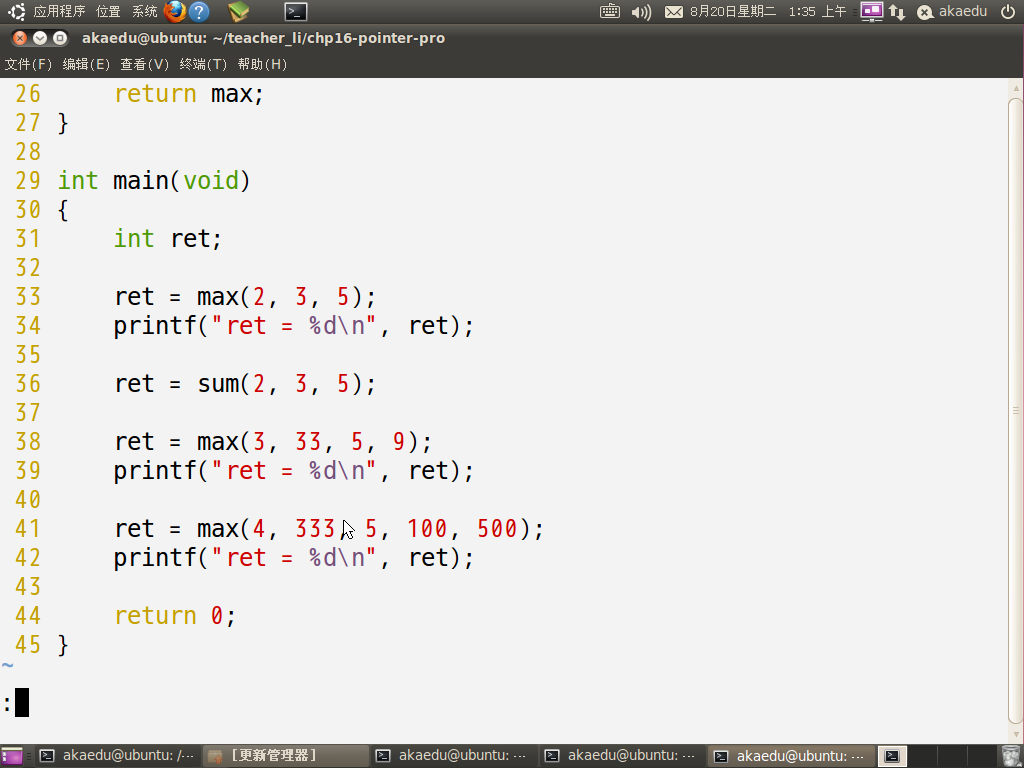 应用程序 位置 系统 8月20日星期二 1:35 上午 akaedu
akaedu@ubuntu: ~/teacher_li/chp16-pointer-pro
文件(F) 编辑(E) 查看(V) 终端(T) 帮助(H)
26     return max;
27 }
28
29 int main(void)
30 {
31     int ret;
32
33     ret = max(2, 3, 5);
34     printf("ret = %d\n", ret);
35
36     ret = sum(2, 3, 5);
37
38     ret = max(3, 33, 5, 9);
39     printf("ret = %d\n", ret);
40
41     ret = max(4, 333, 5, 100, 500);
42     printf("ret = %d\n", ret);
43
44     return 0;
45 }
~
:
akaedu@ubuntu: /··· [更新管理器] akaedu@ubuntu: ··· akaedu@ubuntu: ··· akaedu@ubuntu: ···